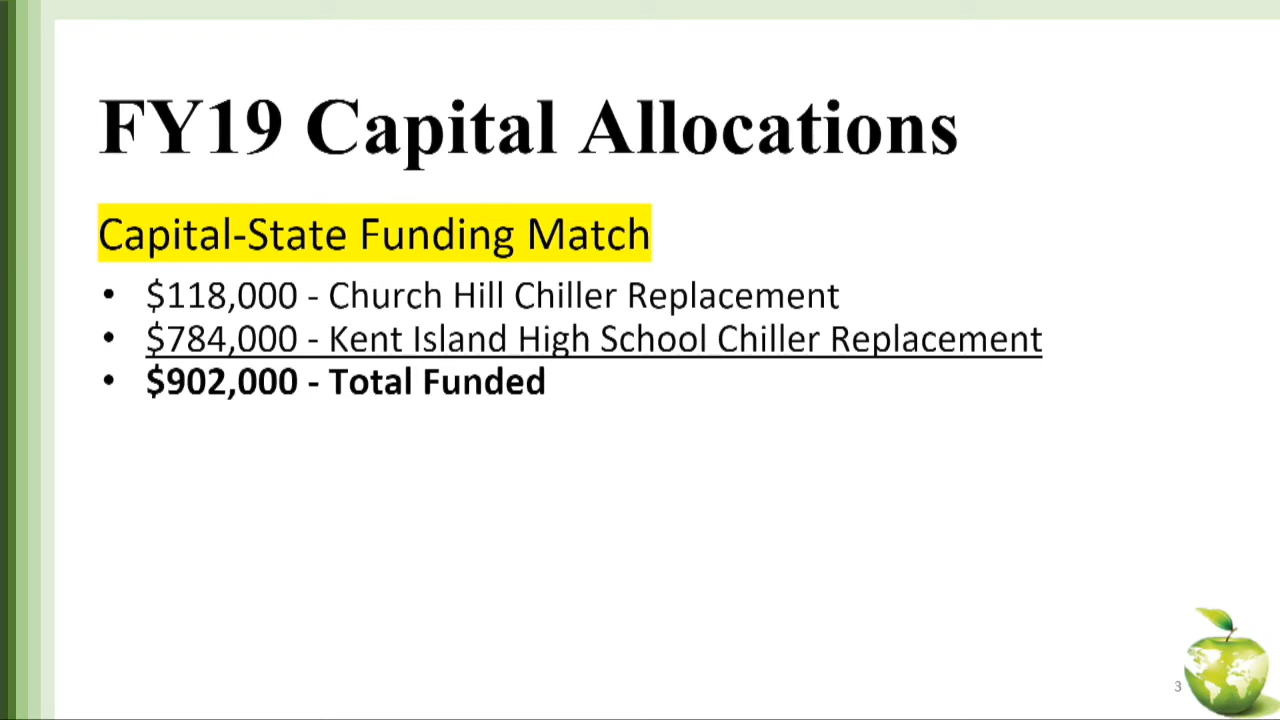 FY19 Capital Allocations
Capital-State Funding Match
• $118,000 - Church Hill Chiller Replacement
• $784,000 - Kent Island High School Chiller Replacement
• $902,000 - Total Funded
3